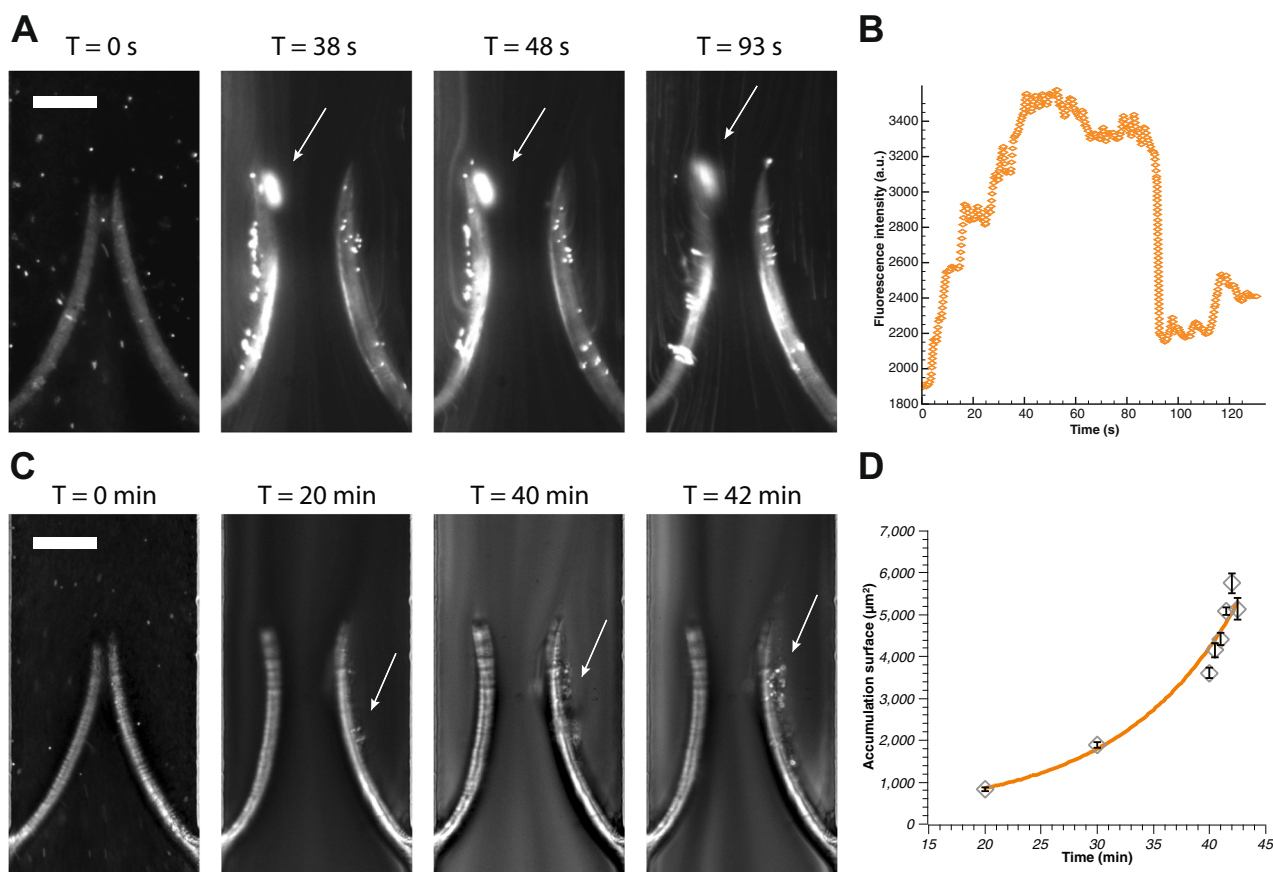 A
T = 0 s
T = 38 s
T = 48 s
T = 93 s
B
Fluorescence intensity (a.u.)
3400
3200
3000
2800
2600
2400
2200
2000
1800
0
20
40
60
80
100
120
Time (s)
C
T = 0 min
T = 20 min
T = 40 min
T = 42 min
D
Accumulation surface (µm²)
7,000
6,000
5,000
4,000
3,000
2,000
1,000
0
15
20
25
30
35
40
45
Time (min)